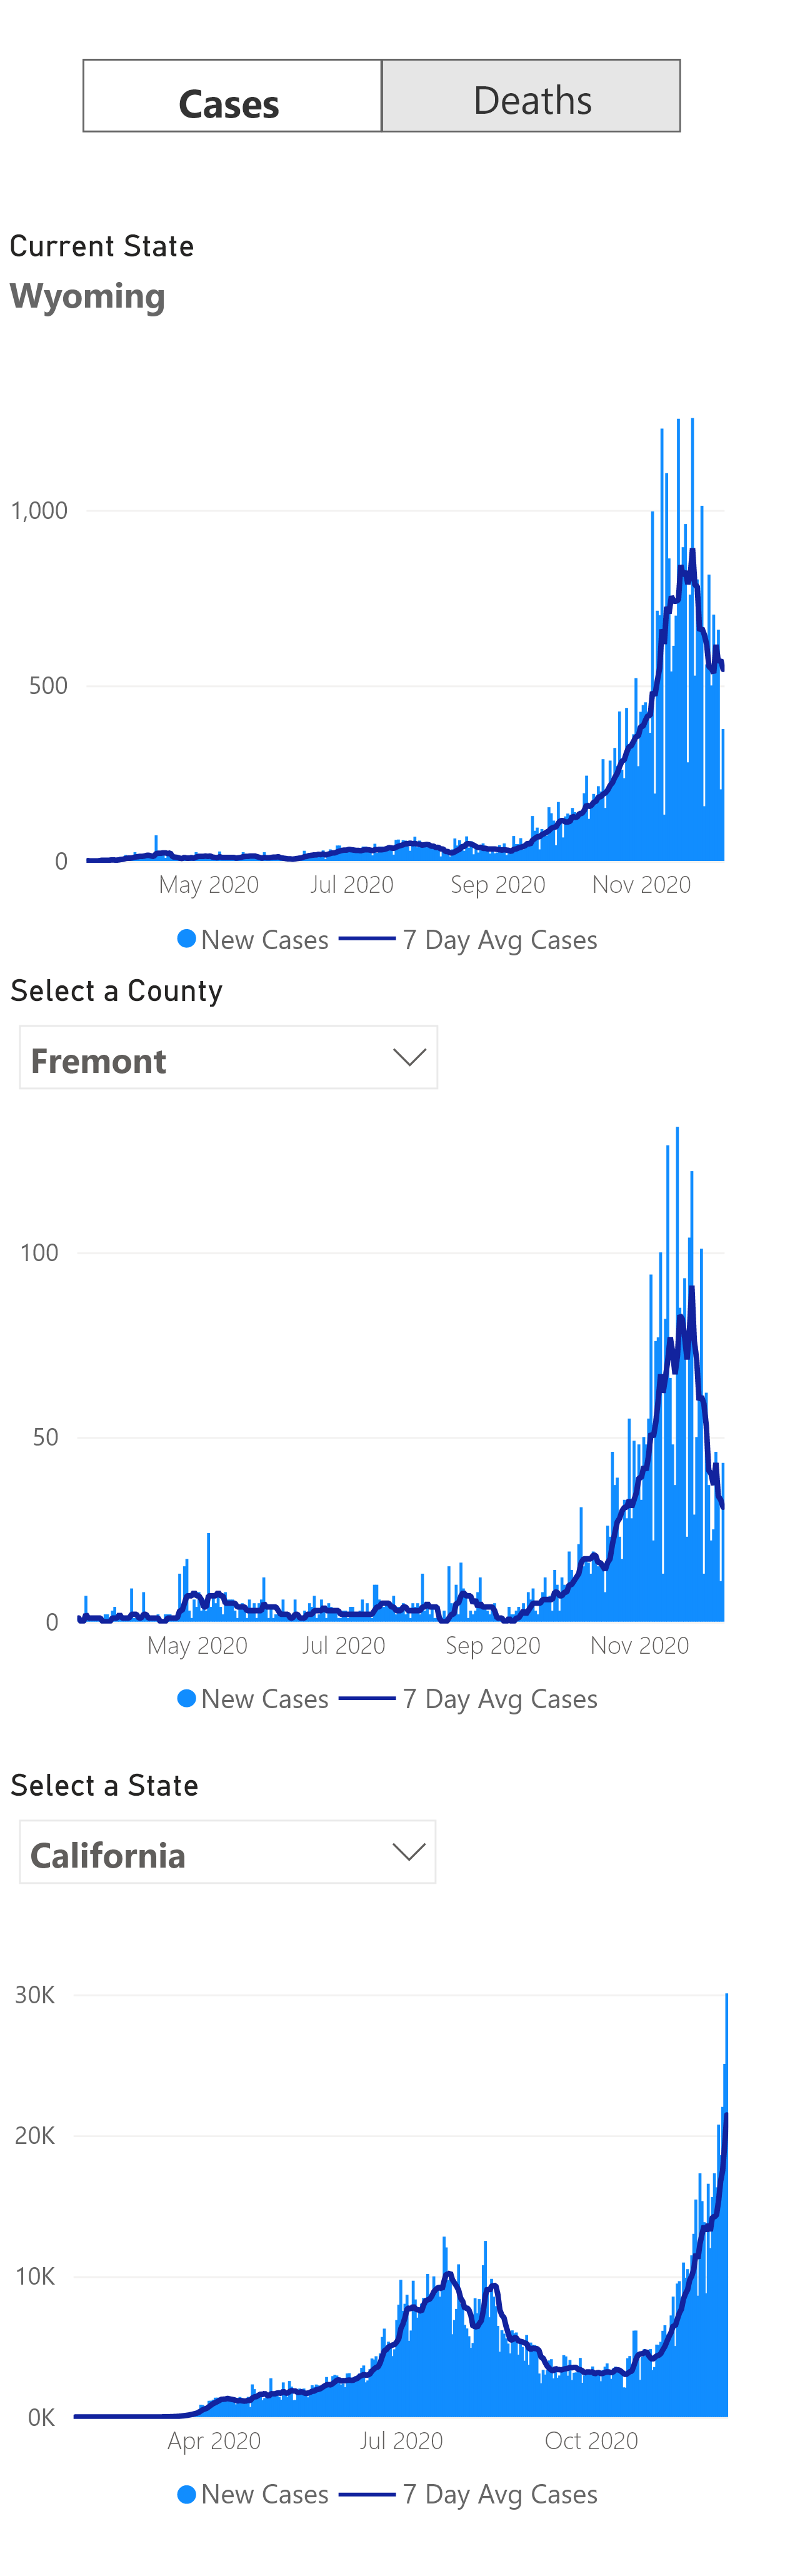 Cases Deaths
Current State
Wyoming
1,000
500
0
May 2020 Jul 2020 Sep 2020 Nov 2020
New Cases 7 Day Avg Cases
Select a County
Fremont
100
50
0
May 2020 Jul 2020 Sep 2020 Nov 2020
New Cases 7 Day Avg Cases
Select a State
California
30K
20K
10K
0K
Apr 2020 Jul 2020 Oct 2020
New Cases 7 Day Avg Cases